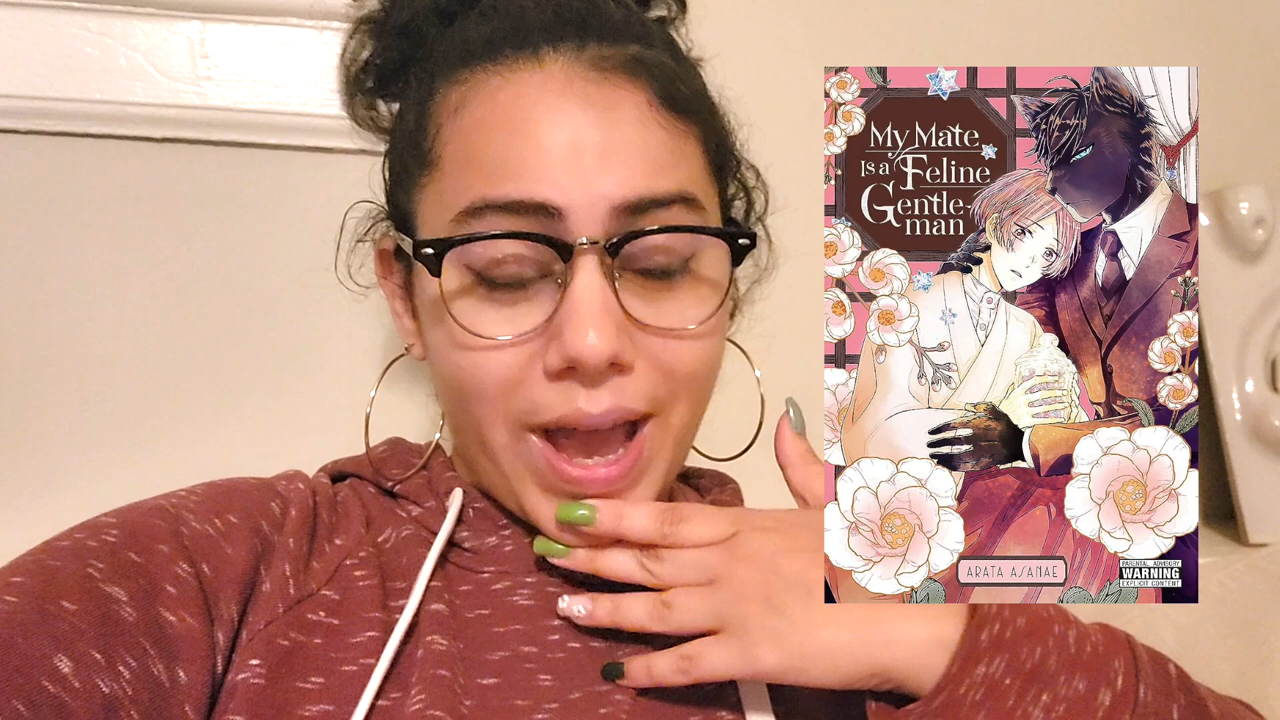 My Mate
Is a Feline
Gentle-
man
ARATA ASANAE
PARENTAL ADVISORY
WARNING
EXPLICIT CONTENT